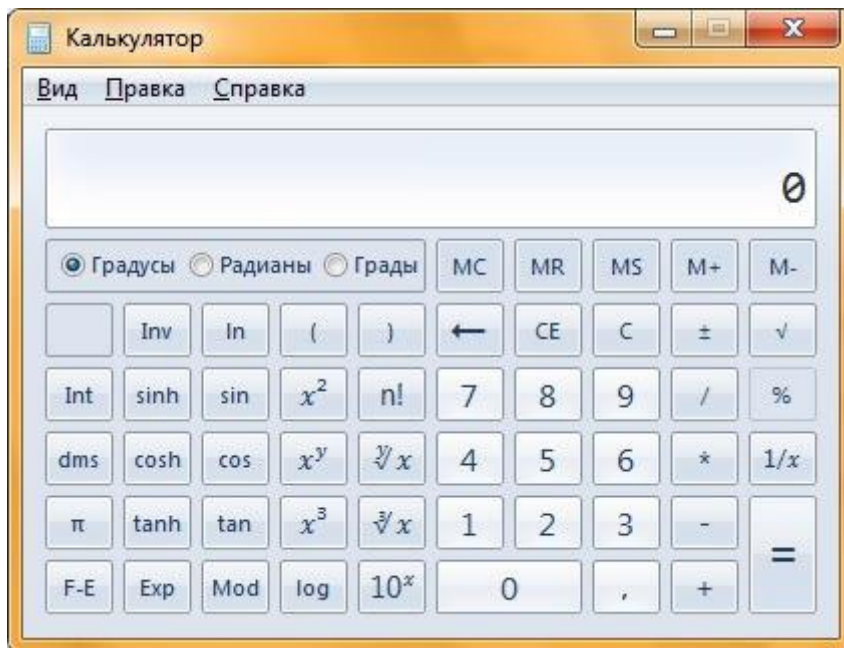 Калькулятор
Вид Правка Справка
0
Градусы Радианы Грады MC MR MS M+ M-
Inv ln ( ) ← CE C ± √
Int sinh sin x² n! 7 8 9 / %
dms cosh cos xʸ ʸ√x 4 5 6 * 1/x
π tanh tan x³ ³√x 1 2 3 - =
F-E Exp Mod log 10ˣ 0 , +